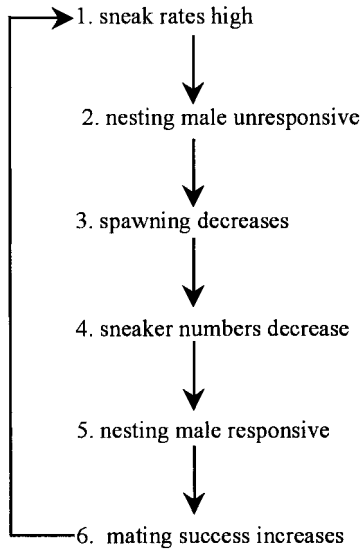 1. sneak rates high
2. nesting male unresponsive
3. spawning decreases
4. sneaker numbers decrease
5. nesting male responsive
6. mating success increases